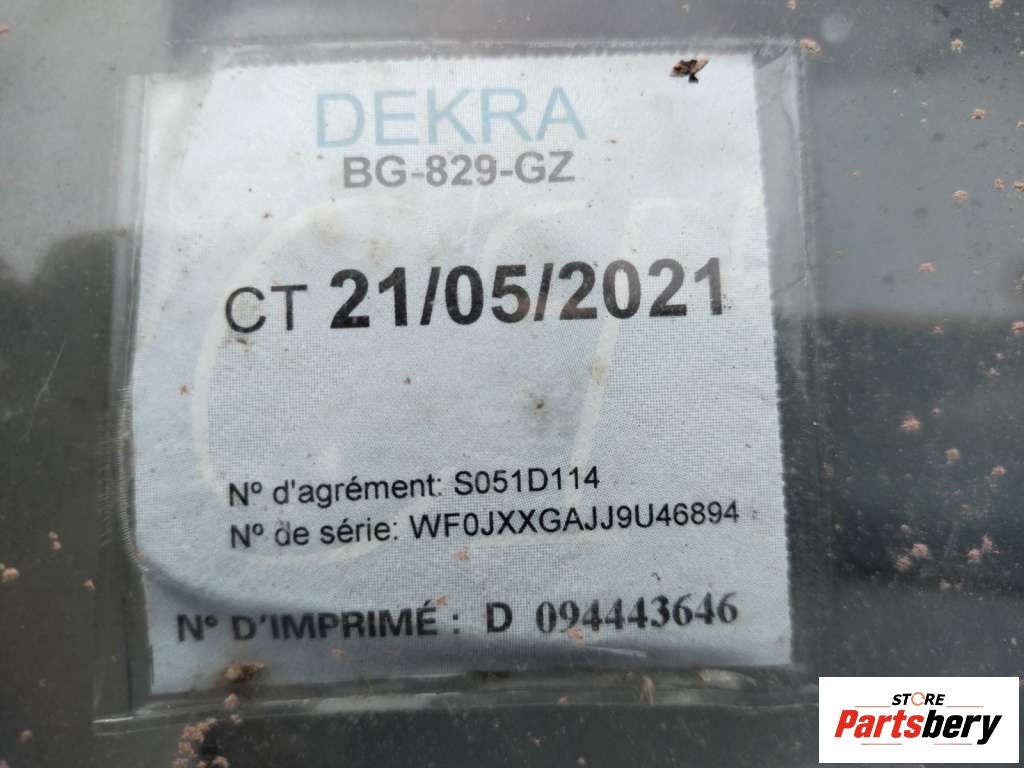 DEKRA
BG-829-GZ
CT 21/05/2021
N° d'agrément: S051D114
N° de série: WF0JXXGAJJ9U46894
N° D'IMPRIMÉ : D 094443646
STORE
Partsbery